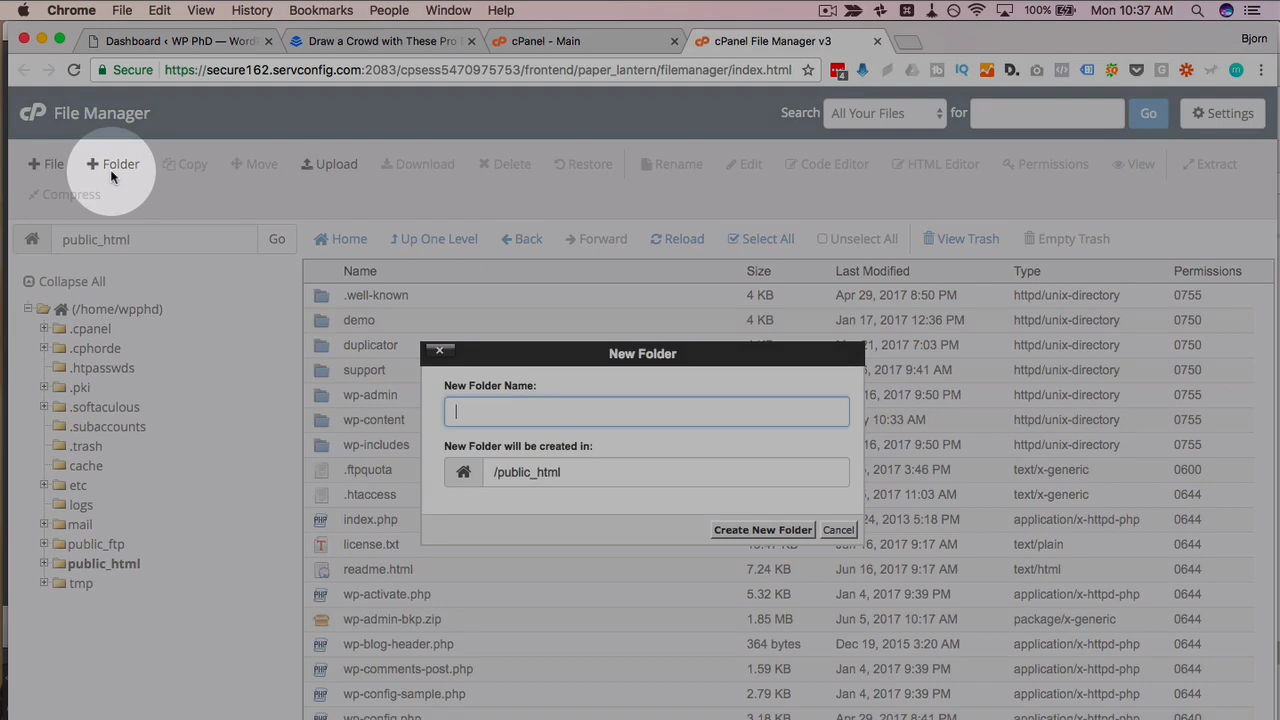 Chrome File Edit View History Bookmarks People Window Help 100% Mon 10:37 AM
Dashboard ‹ WP PhD — WordP × Draw a Crowd with These Pro E × cPanel - Main × cPanel File Manager v3 × Bjorn
Secure https://secure162.servconfig.com:2083/cpsess5470975753/frontend/paper_lantern/filemanager/index.html
cP File Manager Search All Your Files for Go Settings
File Folder Copy Move Upload Download Delete Restore Rename Edit Code Editor HTML Editor Permissions View Extract
Compress
public_html Go Home Up One Level Back Forward Reload Select All Unselect All View Trash Empty Trash
Collapse All
(/home/wpphd)
.cpanel
.cphorde
.htpasswds
.pki
.softaculous
.subaccounts
.trash
cache
etc
logs
mail
public_ftp
public_html
tmp
Name Size Last Modified Type Permissions
.well-known 4 KB Apr 29, 2017 8:50 PM httpd/unix-directory 0755
demo 4 KB Jan 17, 2017 12:36 PM httpd/unix-directory 0750
duplicator 2017 7:03 PM httpd/unix-directory 0750
support 2017 9:41 AM httpd/unix-directory 0755
wp-admin 16, 2017 9:50 PM httpd/unix-directory 0755
wp-content 10:33 AM httpd/unix-directory 0755
wp-includes 16, 2017 9:50 PM httpd/unix-directory 0755
.ftpquota 2017 3:46 PM text/x-generic 0600
.htaccess 2017 11:03 AM text/x-generic 0644
index.php 2013 5:18 PM application/x-httpd-php 0644
license.txt KB Jan 4, 2017 9:39 PM text/plain 0644
readme.html 7.24 KB Jun 16, 2017 9:17 AM text/html 0644
wp-activate.php 5.32 KB Jan 4, 2017 9:39 PM application/x-httpd-php 0644
wp-admin-bkp.zip 1.85 MB Jun 5, 2017 10:17 AM package/x-generic 0644
wp-blog-header.php 364 bytes Dec 19, 2015 3:20 AM application/x-httpd-php 0644
wp-comments-post.php 1.59 KB Jan 4, 2017 9:39 PM application/x-httpd-php 0644
wp-config-sample.php 2.79 KB Jan 4, 2017 9:39 PM application/x-httpd-php 0644
wp-config.php 3.18 KB Apr 29, 2017 8:50 PM application/x-httpd-php 0640
New Folder
New Folder Name:
New Folder will be created in:
/public_html
Create New Folder Cancel